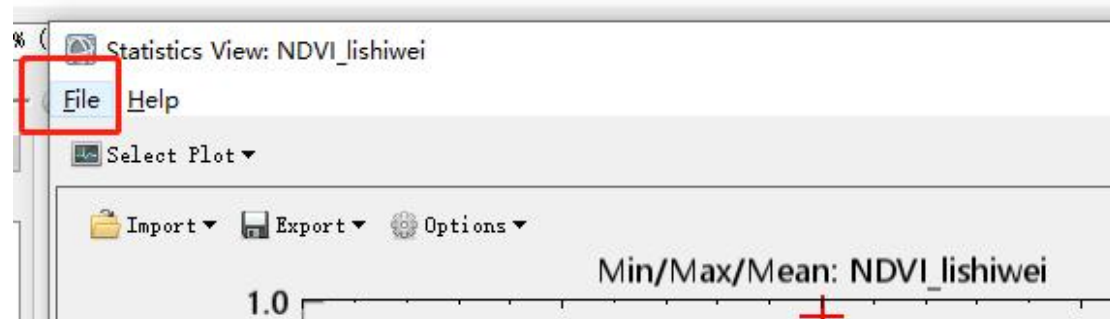 % (
Statistics View: NDVI_lishiwei
File Help
Select Plot
Import Export Options
Min/Max/Mean: NDVI_lishiwei
1.0